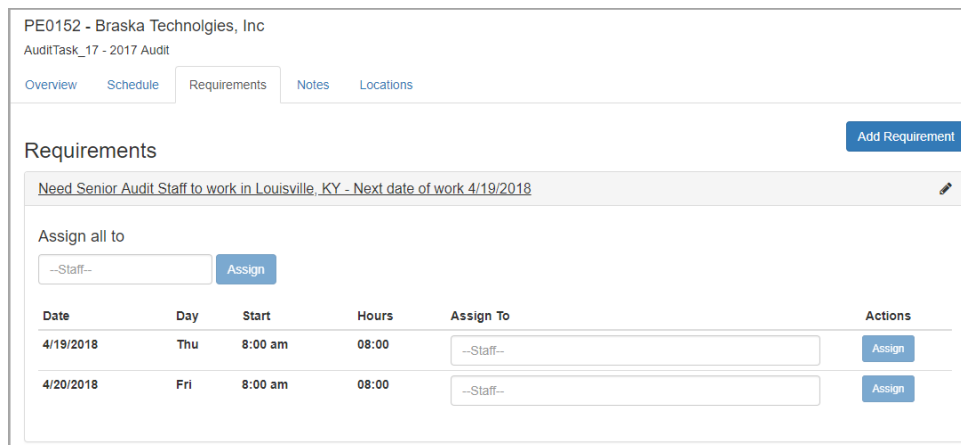 PE0152 - Braska Technolgies, Inc
AuditTask_17 - 2017 Audit
Overview Schedule Requirements Notes Locations
Add Requirement
Requirements
Need Senior Audit Staff to work in Louisville, KY - Next date of work 4/19/2018
Assign all to
--Staff-- Assign
Date Day Start Hours Assign To Actions
4/19/2018 Thu 8:00 am 08:00 --Staff-- Assign
4/20/2018 Fri 8:00 am 08:00 --Staff-- Assign